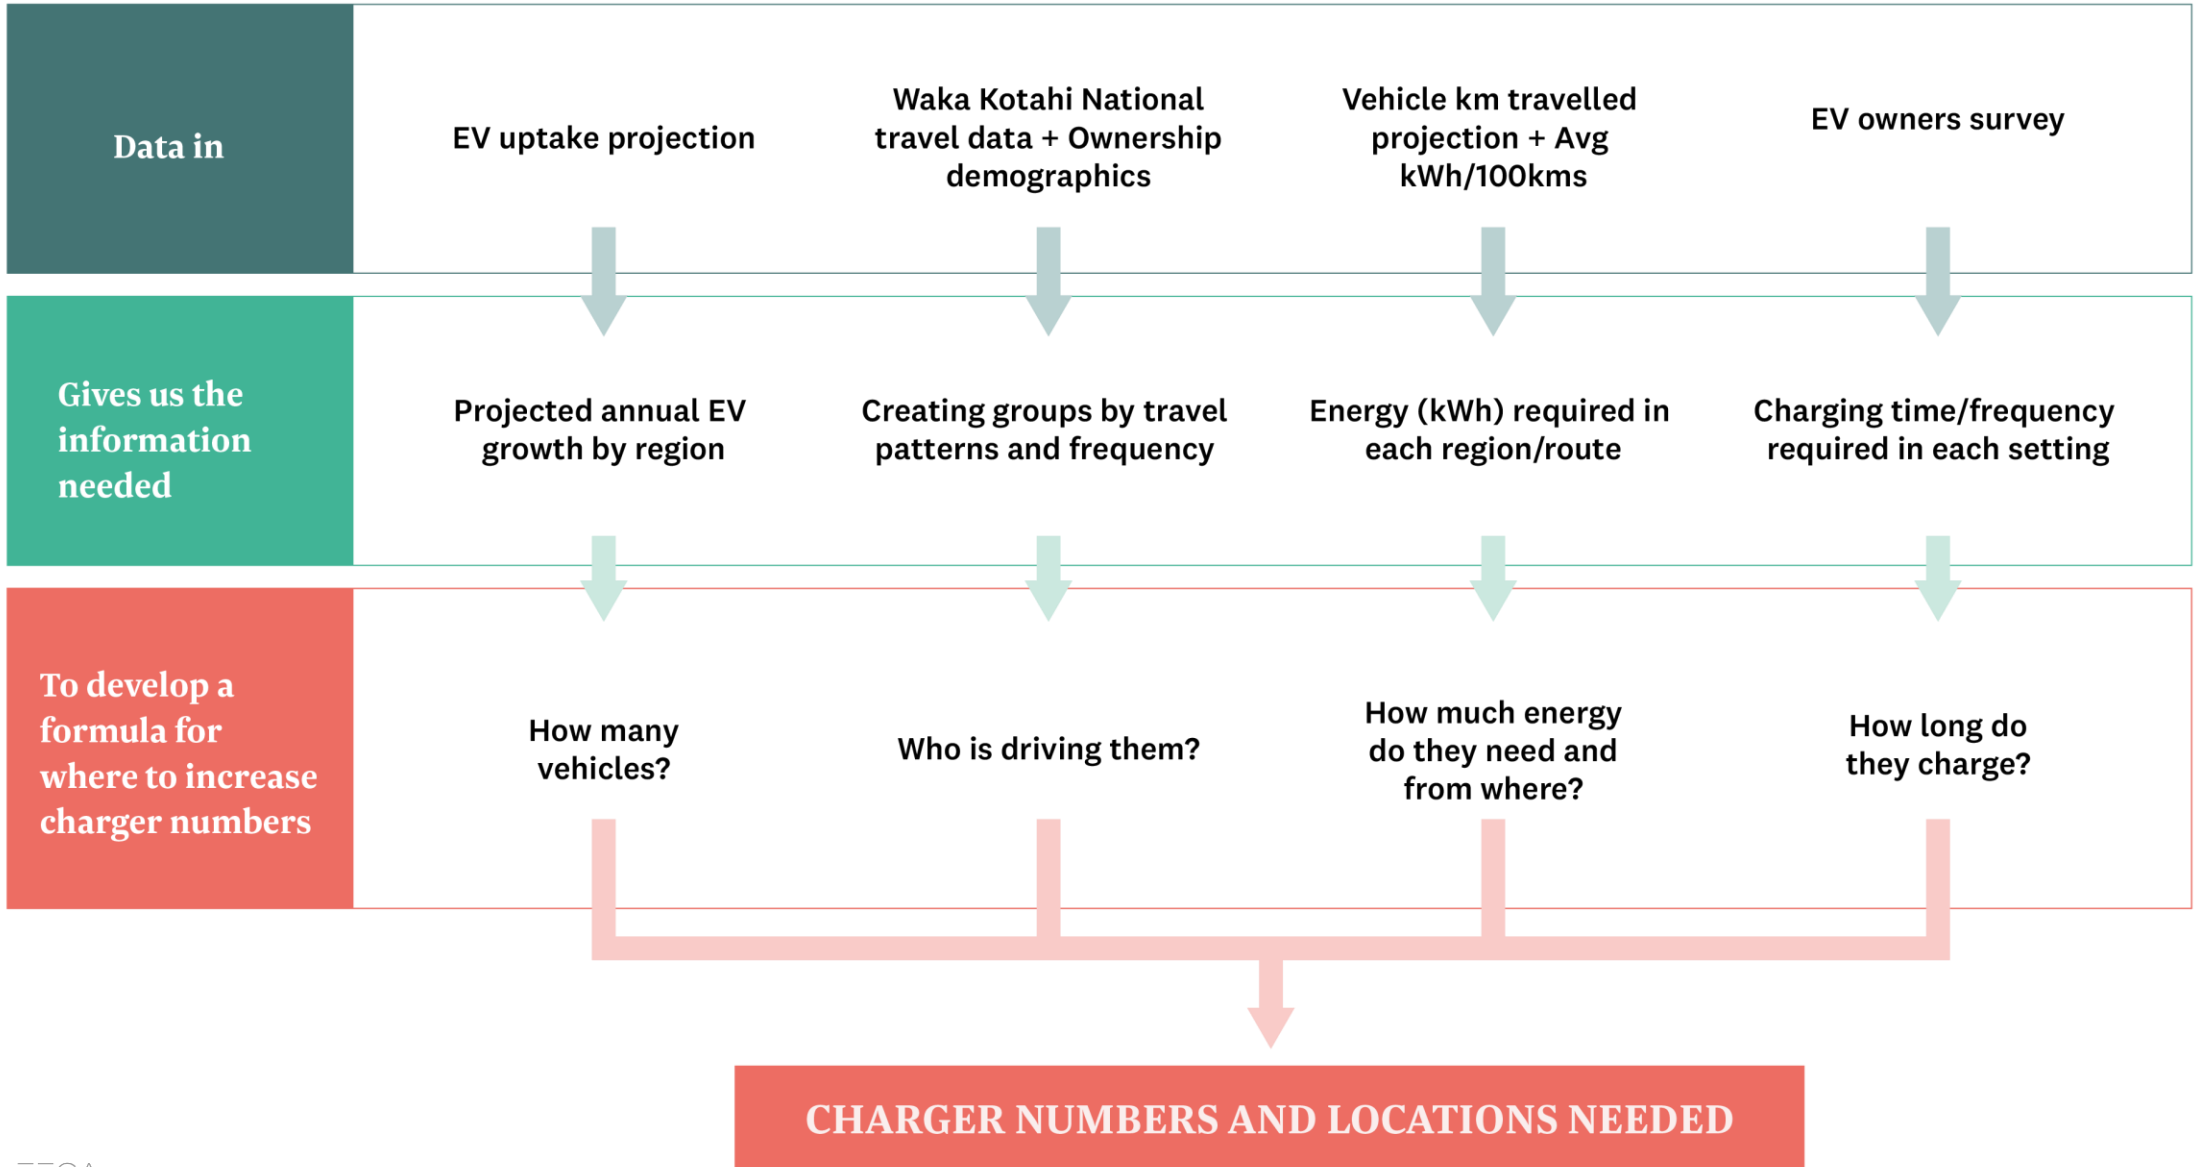 Data in
EV uptake projection
Waka Kotahi National
travel data + Ownership
demographics
Vehicle km travelled
projection + Avg
kWh/100kms
EV owners survey
Gives us the
information
needed
Projected annual EV
growth by region
Creating groups by travel
patterns and frequency
Energy (kWh) required in
each region/route
Charging time/frequency
required in each setting
To develop a
formula for
where to increase
charger numbers
How many
vehicles?
Who is driving them?
How much energy
do they need and
from where?
How long do
they charge?
CHARGER NUMBERS AND LOCATIONS NEEDED